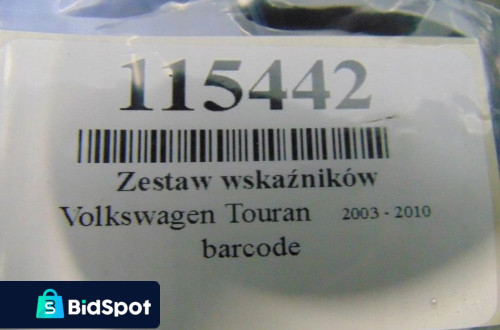 115442
Zestaw wskaźników
Volkswagen Touran 2003 - 2010
barcode
BidSpot